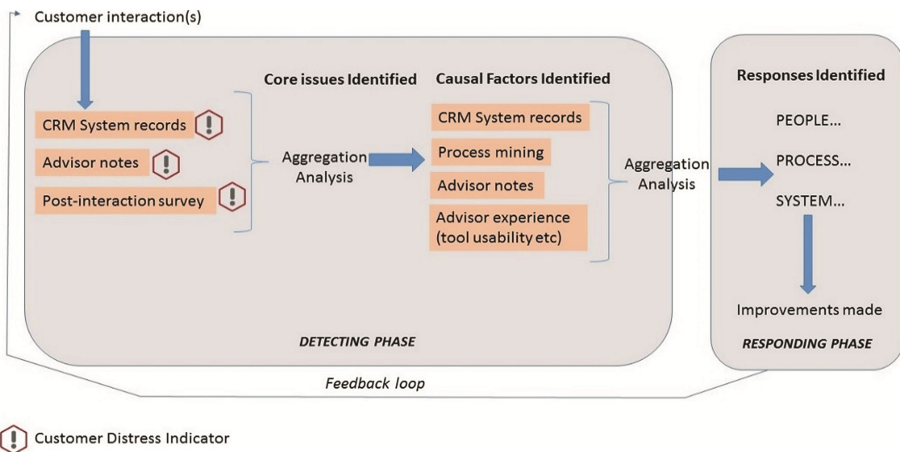 Customer interaction(s)
Core issues Identified
Causal Factors Identified
Responses Identified
CRM System records
Advisor notes
Post-interaction survey
Aggregation
Analysis
CRM System records
Process mining
Advisor notes
Advisor experience
(tool usability etc)
Aggregation
Analysis
PEOPLE...
PROCESS...
SYSTEM...
Improvements made
DETECTING PHASE
RESPONDING PHASE
Feedback loop
Customer Distress Indicator